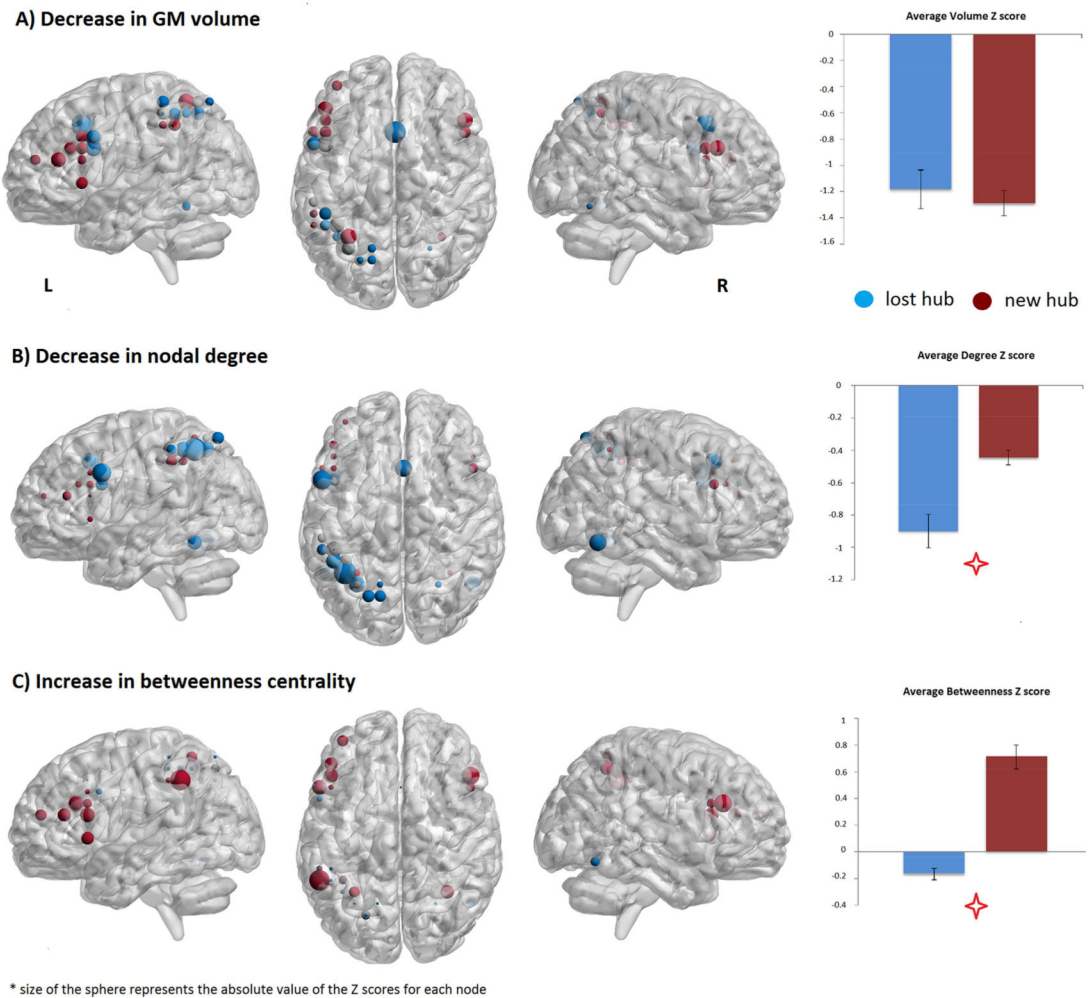 A) Decrease in GM volume
Average Volume Z score
0
-0.2
-0.4
-0.6
-0.8
-1
-1.2
-1.4
-1.6
L
R
lost hub
new hub
B) Decrease in nodal degree
Average Degree Z score
0
-0.2
-0.4
-0.6
-0.8
-1
-1.2
C) Increase in betweenness centrality
Average Betweenness Z score
1
0.8
0.6
0.4
0.2
0
-0.2
-0.4
* size of the sphere represents the absolute value of the Z scores for each node